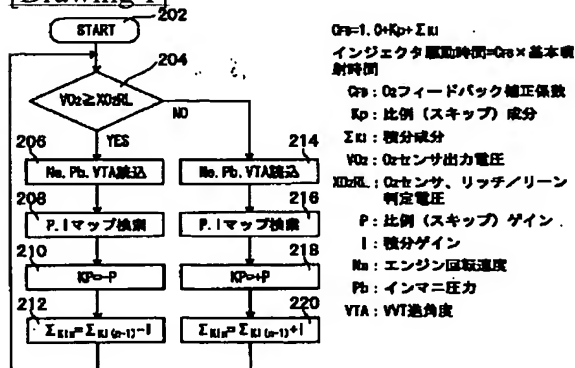 [Drawing 1]
202
START
204
VO₂≧XO₂RL
NO
YES
206
Ne, Pb, VTA読込
208
P, Iマップ検索
210
KP=-P
212
ΣKIn=ΣKI(n-1)-I
214
Ne, Pb, VTA読込
216
P, Iマップ検索
218
KP=+P
220
ΣKIn=ΣKI(n-1)+I
CFB=1.0+Kp+ΣKI
インジェクタ駆動時間=CFB×基本噴
射時間
CFB:O₂フィードバック補正係数
Kp:比例(スキップ)成分
ΣKI:積分成分
VO₂:O₂センサ出力電圧
XO₂RL:O₂センサ、リッチ/リーン
判定電圧
P:比例(スキップ)ゲイン
I:積分ゲイン
Ne:エンジン回転速度
Pb:インマニ圧力
VTA:VVT進角度